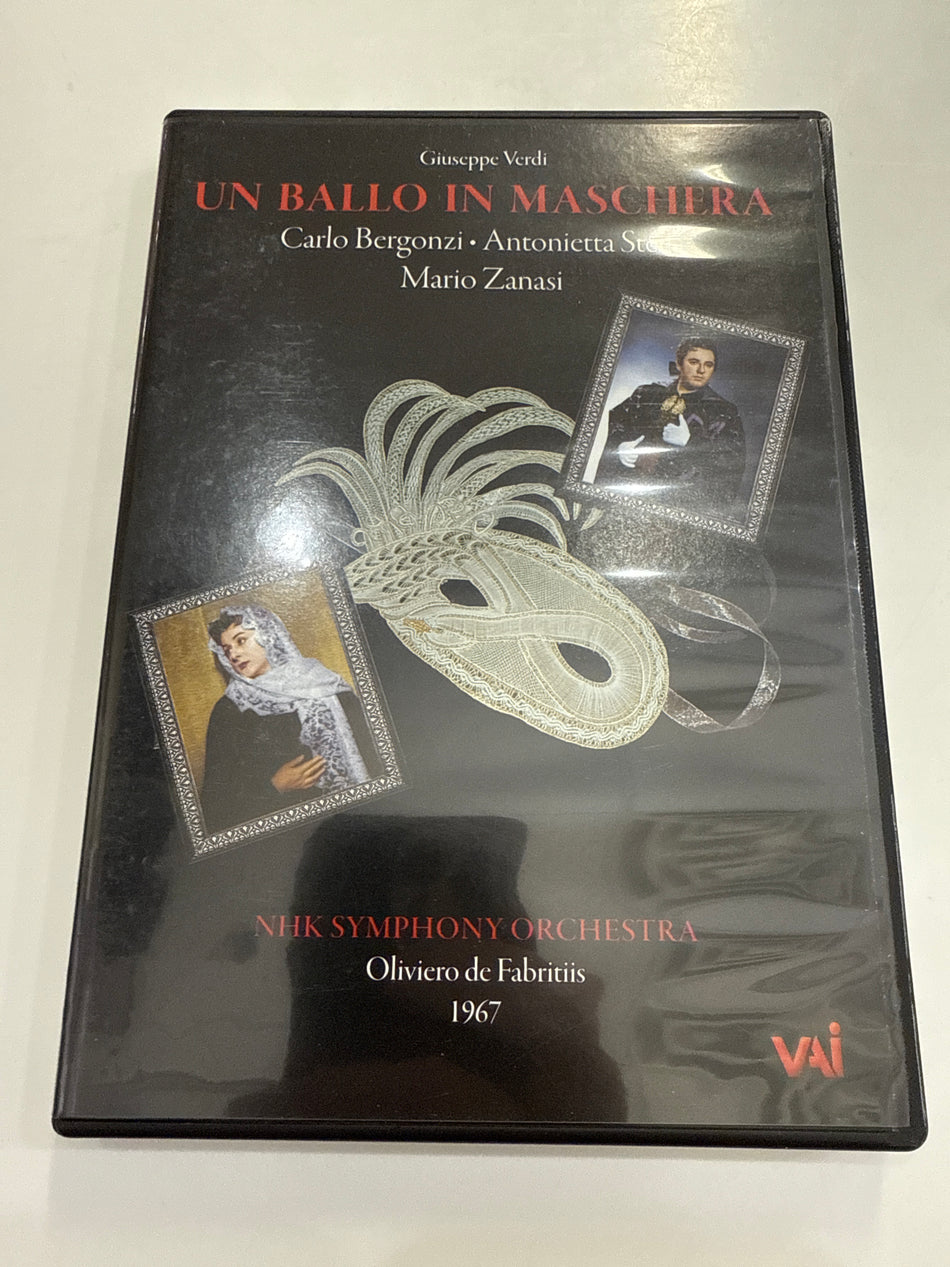 Giuseppe Verdi
UN BALLO IN MASCHERA
Carlo Bergonzi • Antonietta
Mario Zanasi
NHK SYMPHONY ORCHESTRA
Oliviero de Fabritiis
1967
VAI